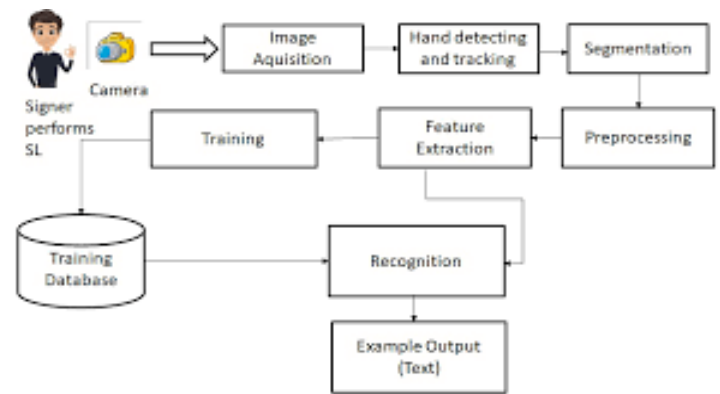 Image
Aquisition
Hand detecting
and tracking
Segmentation
Camera
Signer
performs
SL
Training
Feature
Extraction
Preprocessing
Training
Database
Recognition
Example Output
(Text)